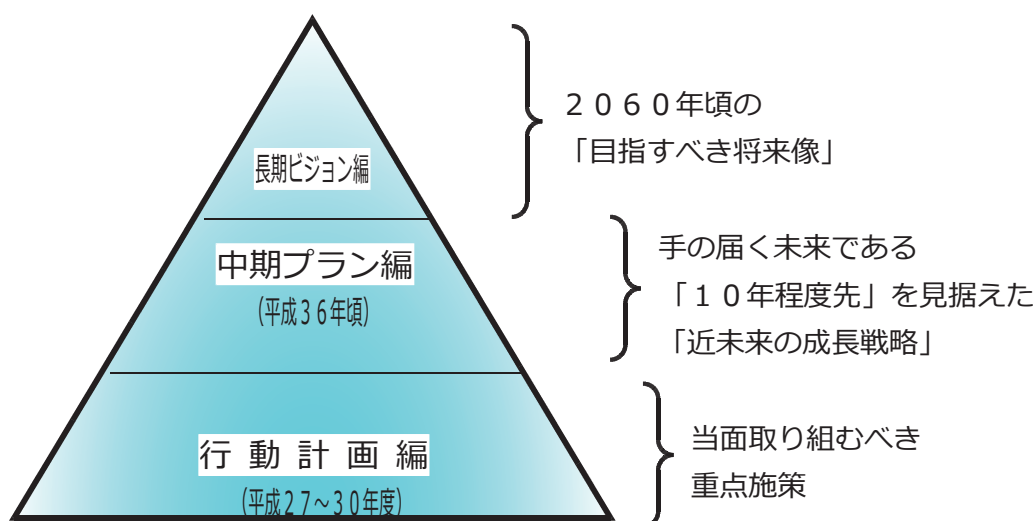 長期ビジョン編
２０６０年頃の
「目指すべき将来像」
中期プラン編
（平成３６年頃）
手の届く未来である
「１０年程度先」を見据えた
「近未来の成長戦略」
行動計画編
（平成２７～３０年度）
当面取り組むべき
重点施策